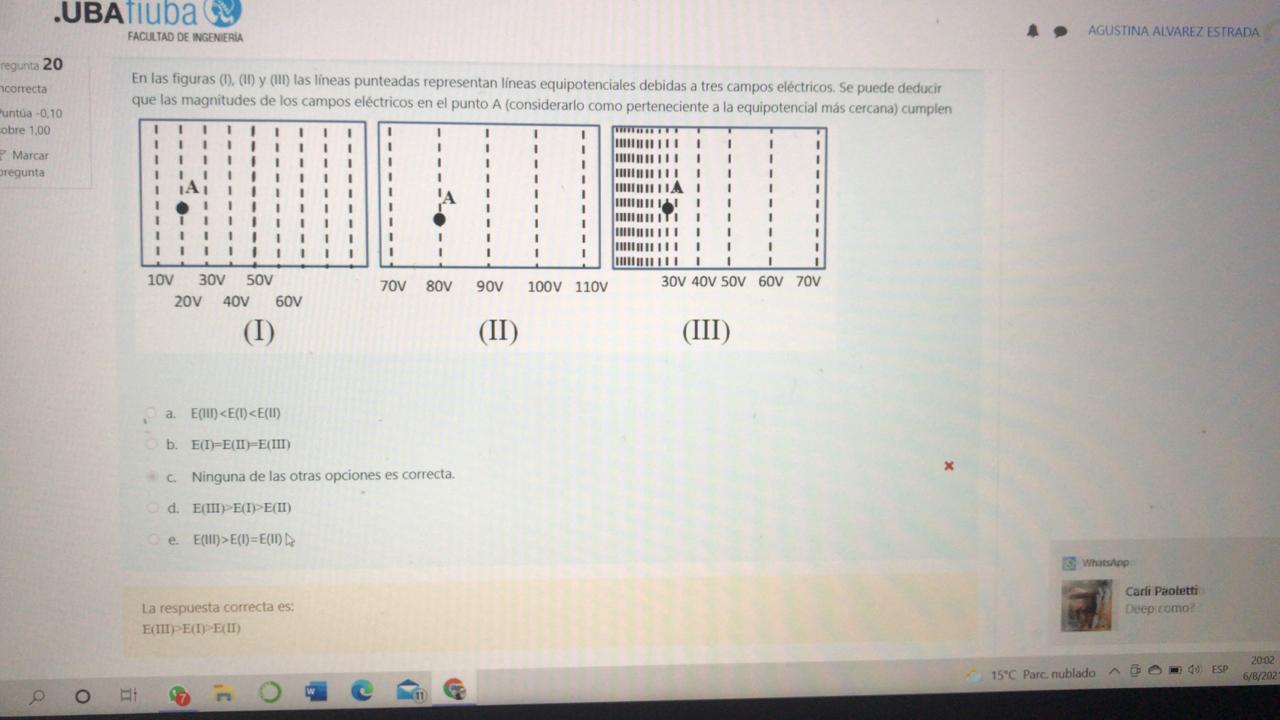 .UBAfiuba
FACULTAD DE INGENIERÍA
AGUSTINA ALVAREZ ESTRADA
regunta 20
ncorrecta
Puntúa -0,10
obre 1,00
Marcar
pregunta
En las figuras (I), (II) y (III) las líneas punteadas representan líneas equipotenciales debidas a tres campos eléctricos. Se puede deducir
que las magnitudes de los campos eléctricos en el punto A (considerarlo como perteneciente a la equipotencial más cercana) cumplen
A
A
A
10V 30V 50V
20V 40V 60V
(I)
70V 80V 90V 100V 110V
(II)
30V 40V 50V 60V 70V
(III)
a. E(III)<E(I)<E(II)
b. E(I)=E(II)=E(III)
c. Ninguna de las otras opciones es correcta.
d. E(III)>E(I)>E(II)
e. E(III)>E(I)=E(II)
La respuesta correcta es:
E(III)>E(I)>E(II)
WhatsApp
Carli Paoletti
Deep como?
7
11
15°C Parc. nublado
ESP
20:02
6/8/202